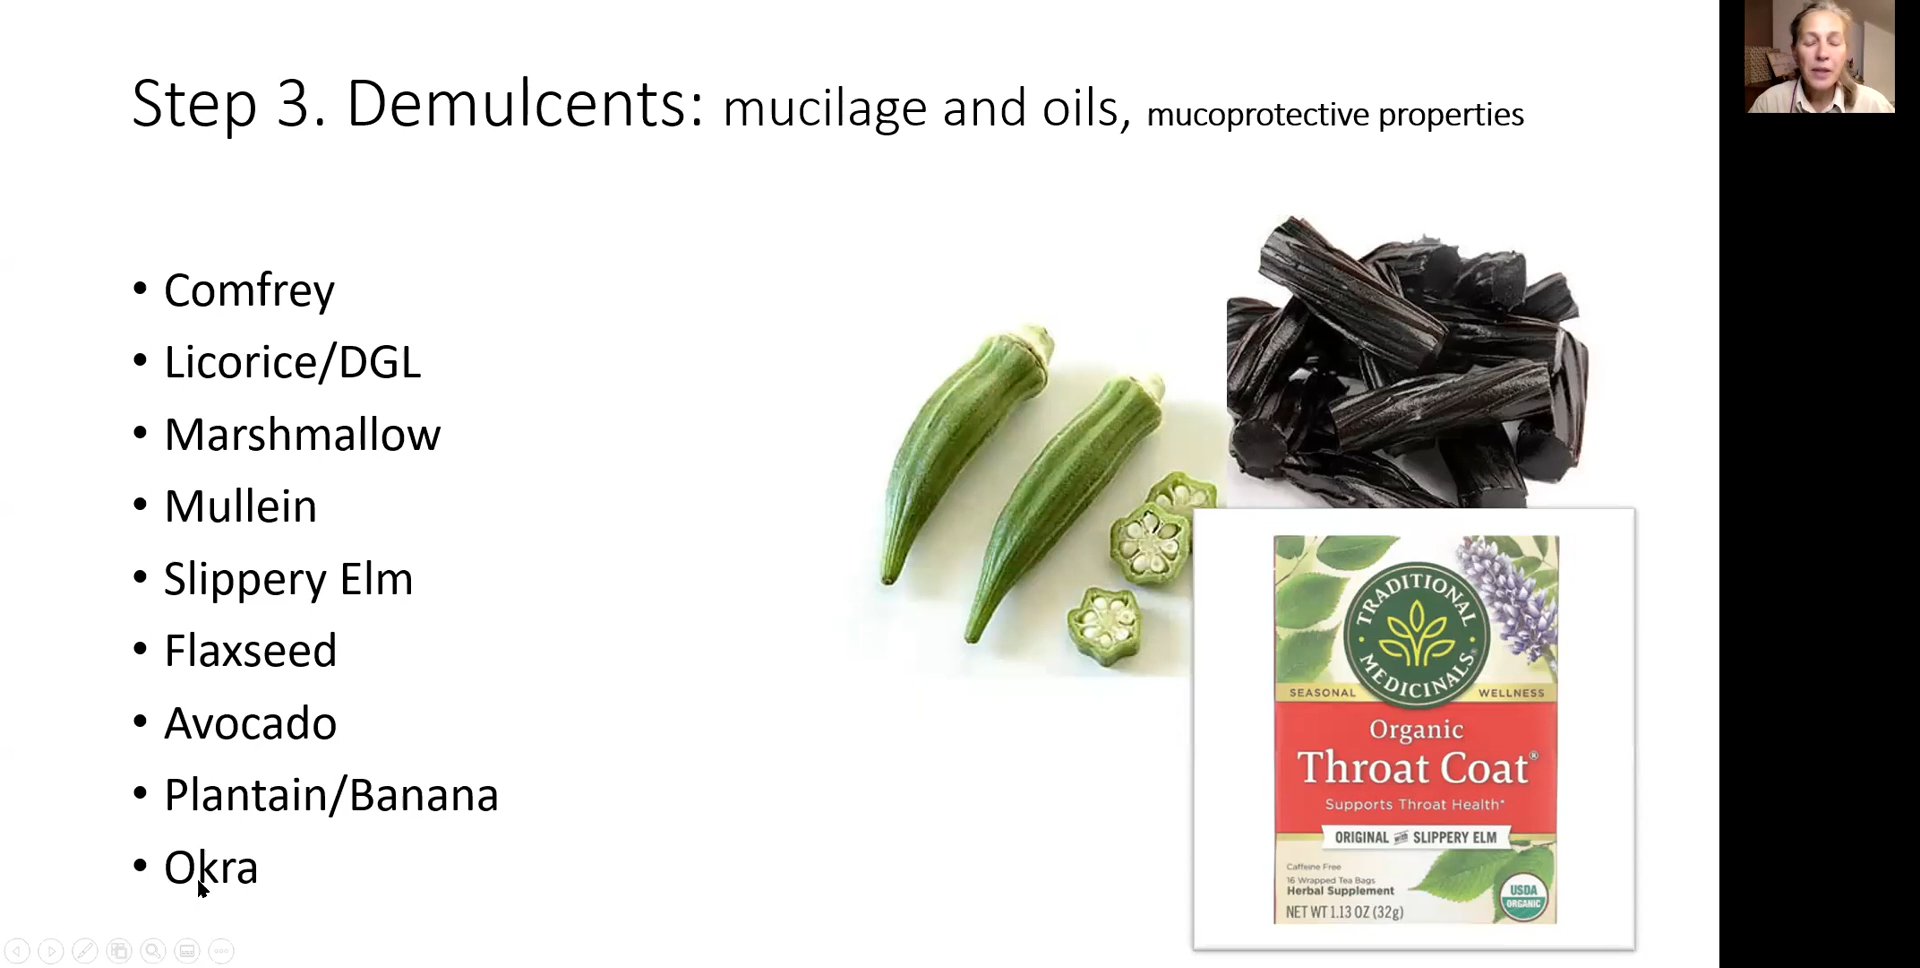 Step 3. Demulcents: mucilage and oils, mucoprotective properties
• Comfrey
• Licorice/DGL
• Marshmallow
• Mullein
• Slippery Elm
• Flaxseed
• Avocado
• Plantain/Banana
• Okra
TRADITIONAL
MEDICINALS®
SEASONAL WELLNESS
Organic
Throat Coat®
Supports Throat Health*
ORIGINAL with SLIPPERY ELM
Caffeine Free
16 Wrapped Tea Bags
Herbal Supplement
NET WT 1.13 OZ (32g)
USDA
ORGANIC